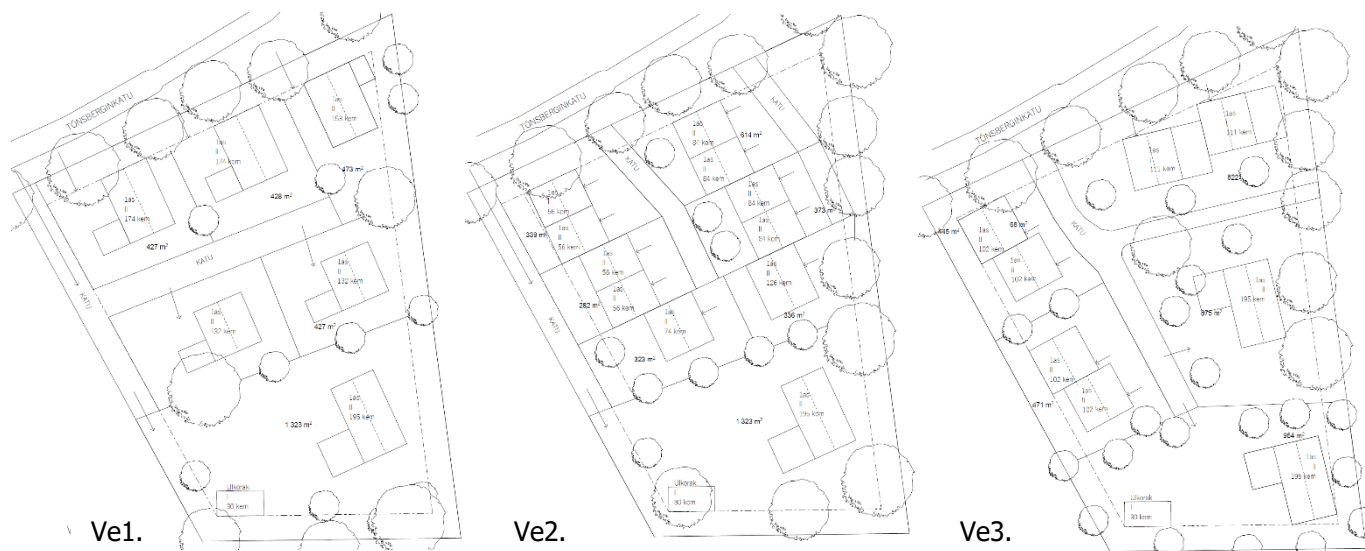 TÖNSBERGINKATU
1as
II
158 kem
1as
II
174 kem
473 m²
428 m²
1as
II
174 kem
427 m²
KATU
KATU
1as
II
132 kem
1as
II
132 kem
427 m²
1as
II
195 kem
1 323 m²
Ulkorak
I
30 kem
Ve1.
TÖNSBERGINKATU
KATU
1as
II
84 kem
614 m²
KATU
1as
II
84 kem
1as
II
56 kem
1as
II
84 kem
373 m²
339 m²
1as
II
56 kem
1as
II
84 kem
1as
II
56 kem
1as
II
126 kem
282 m²
1as
II
56 kem
KATU
1as
II
74 kem
336 m²
323 m²
1as
II
195 kem
1 323 m²
Ulkorak
I
30 kem
Ve2.
TÖNSBERGINKATU
1as
II
111 kem
1as
II
111 kem
KATU
1as
II
102 kem
1as
II
195 kem
1as
II
102 kem
1as
II
102 kem
471 m²
1as
II
195 kem
Ulkorak
I
30 kem
Ve3.